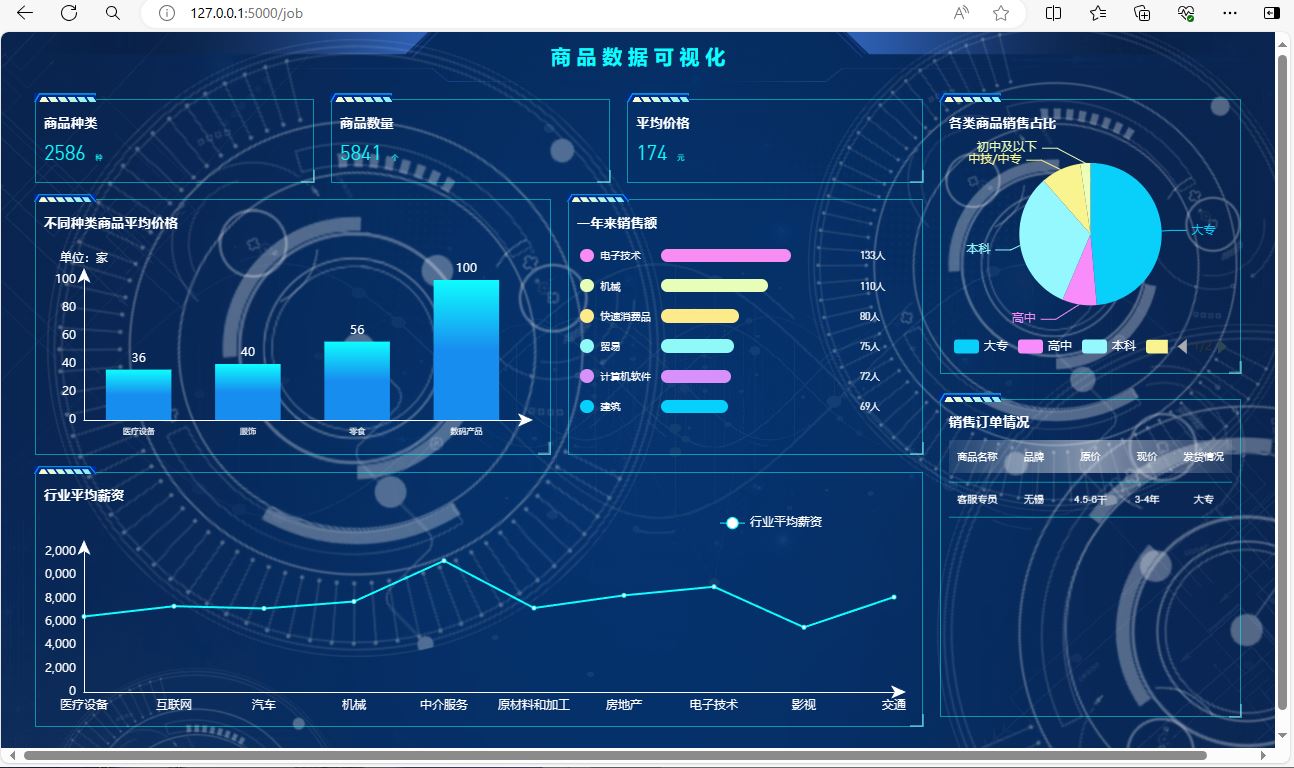 127.0.0.1:5000/job
商品数据可视化
商品种类
2586 种
商品数量
5841 个
平均价格
174 元
各类商品销售占比
初中及以下
中技/中专
大专
本科
高中
大专 高中 本科 1/2
不同种类商品平均价格
单位：家
100
80
60
40
20
0
36
40
56
100
医疗设备 服饰 零食 数码产品
一年来销售额
电子技术 133人
机械 110人
快速消费品 80人
贸易 75人
计算机软件 72人
建筑 69人
销售订单情况
商品名称 品牌 原价 现价 发货情况
客服专员 无锡 4.5-6千 3-4年 大专
行业平均薪资
行业平均薪资
2,000
0,000
8,000
6,000
4,000
2,000
0
医疗设备 互联网 汽车 机械 中介服务 原材料和加工 房地产 电子技术 影视 交通